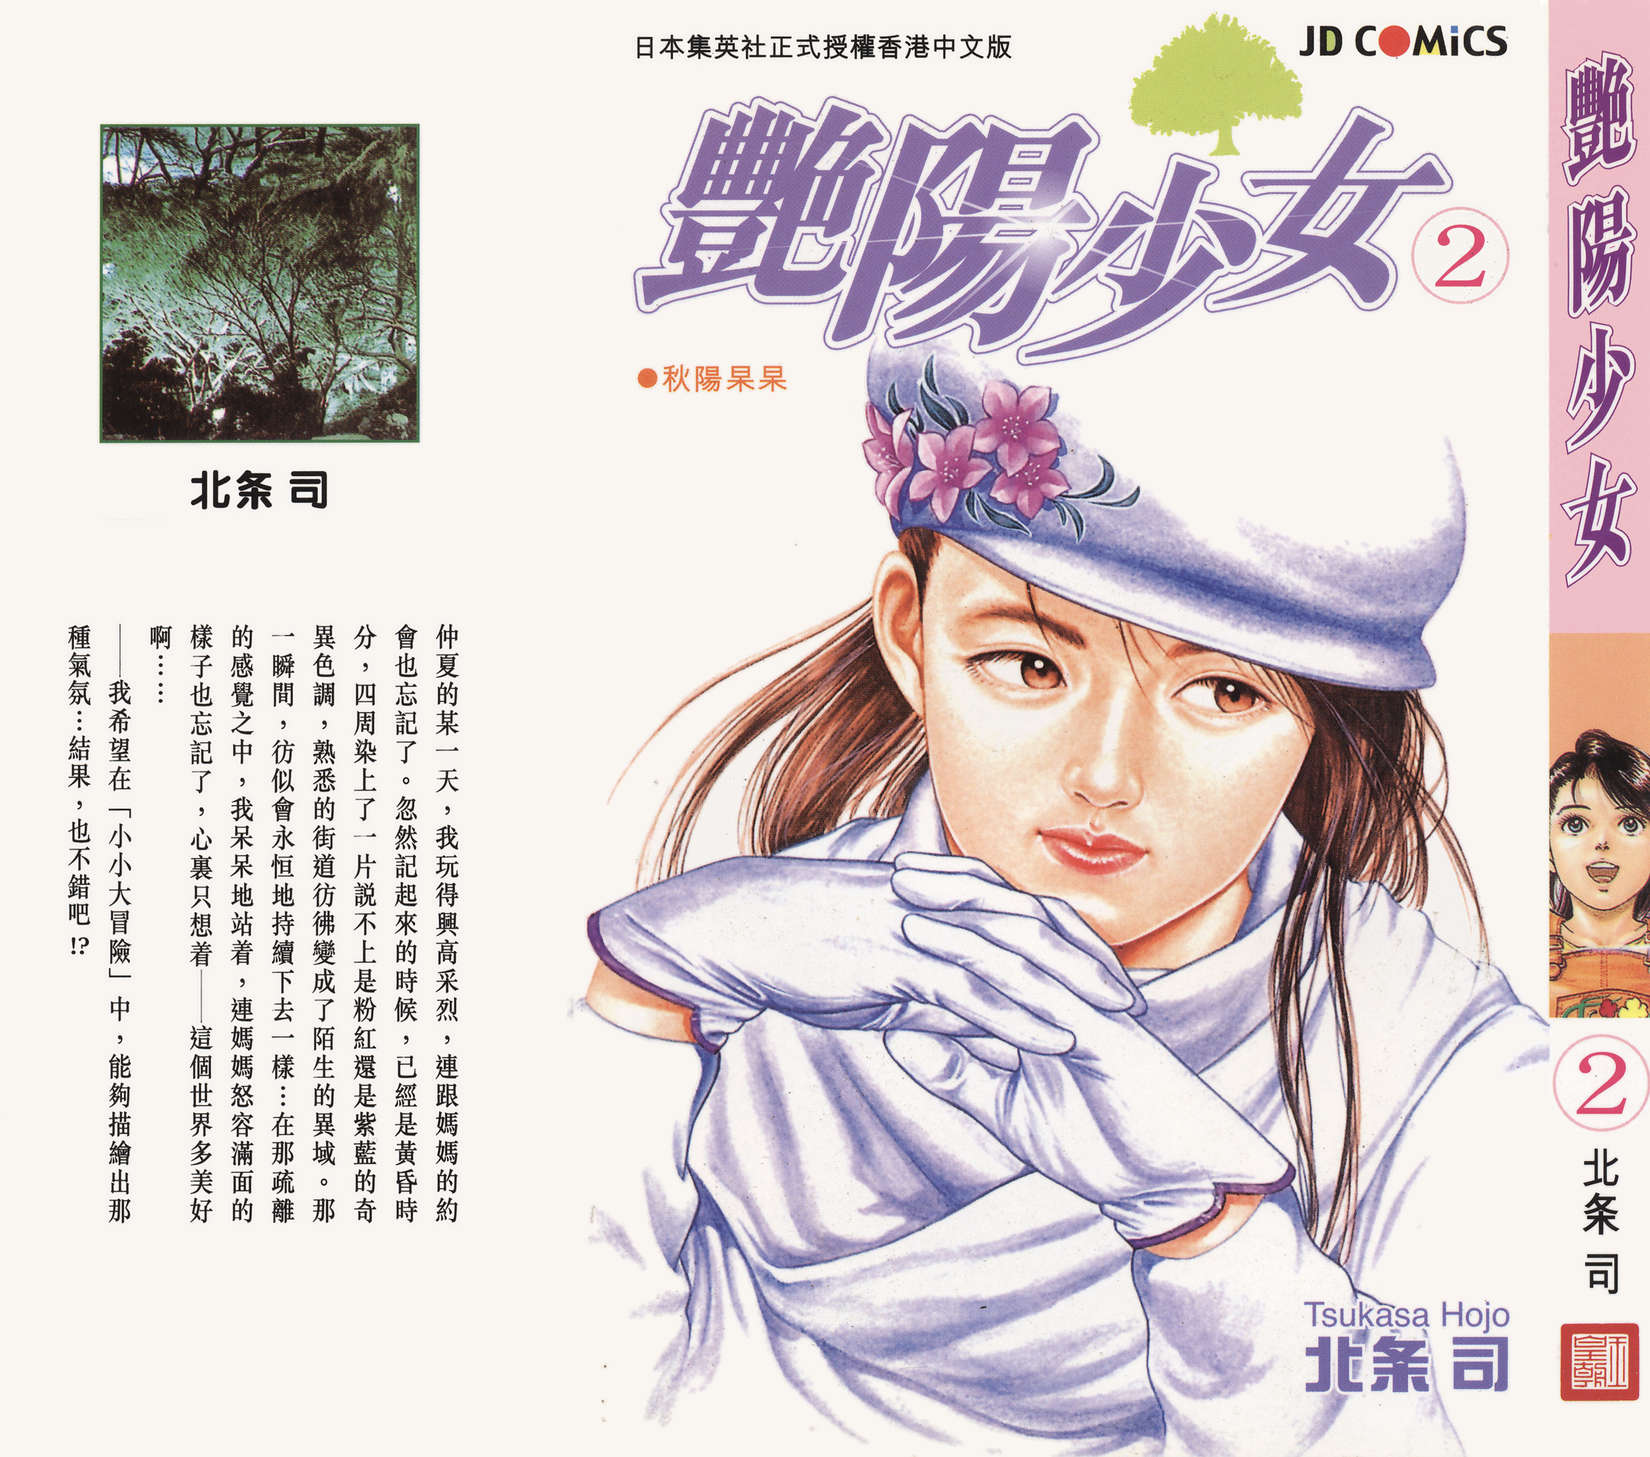 日本集英社正式授權香港中文版
JD COMiCS
艷陽少女
2
●秋陽杲杲
Tsukasa Hojo
北条 司
北条 司
仲夏的某一天，我玩得興高采烈，連跟媽媽的約
會也忘記了。忽然記起來的時候，已經是黃昏時
分，四周染上了一片説不上是粉紅還是紫藍的奇
異色調，熟悉的街道彷彿變成了陌生的異域。那
一瞬間，彷似會永恒地持續下去一樣…在那疏離
的感覺之中，我呆呆地站着，連媽媽怒容滿面的
樣子也忘記了，心裏只想着——這個世界多美好
啊……
——我希望在「小小大冒險」中，能夠描繪出那
種氣氛…結果，也不錯吧!?
艷陽少女
2
北条 司
玉皇朝